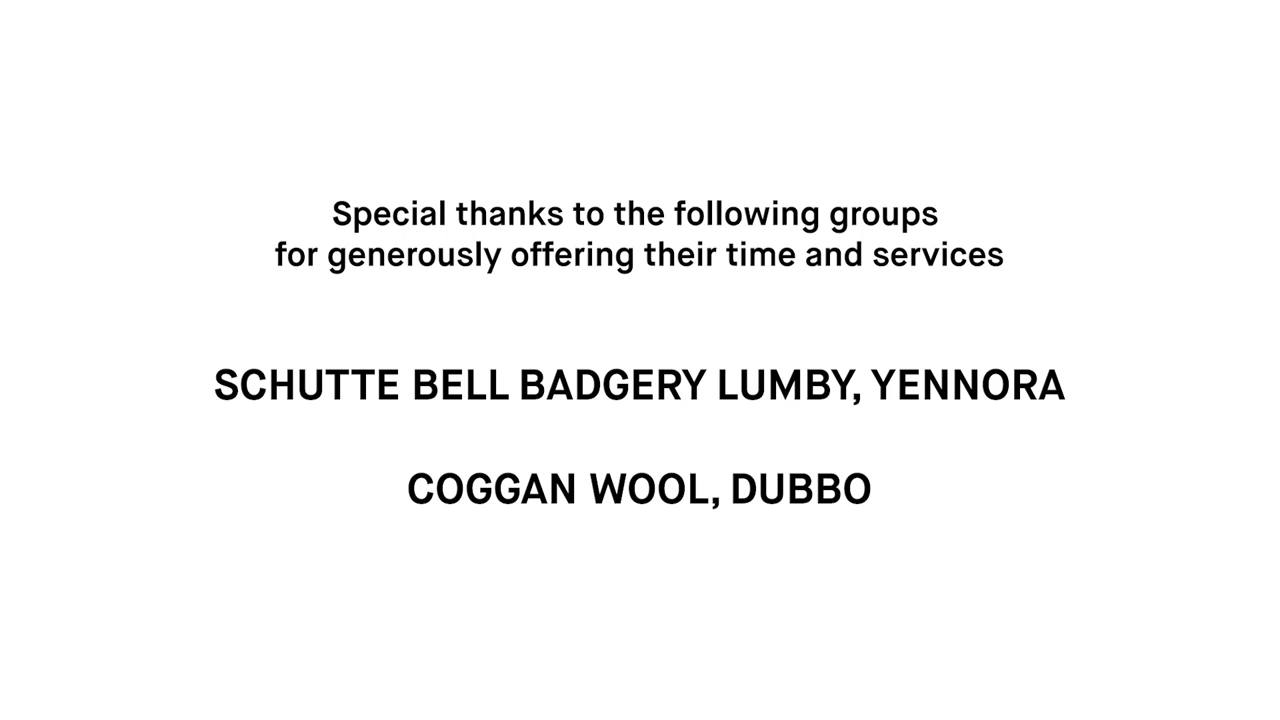 Special thanks to the following groups
for generously offering their time and services
SCHUTTE BELL BADGERY LUMBY, YENNORA
COGGAN WOOL, DUBBO